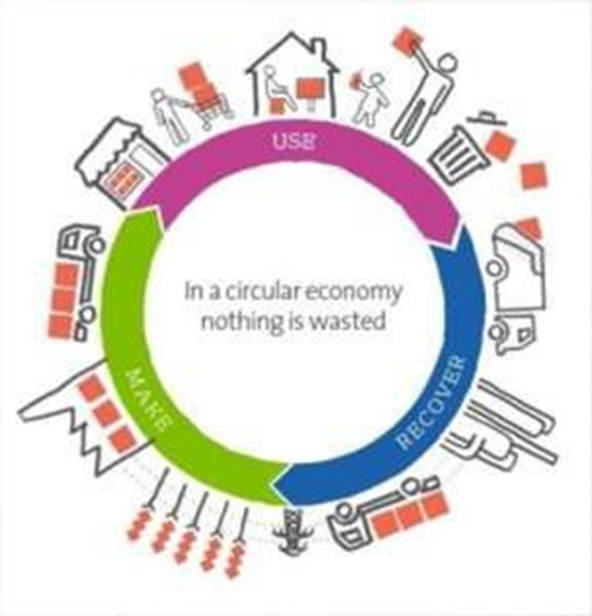 USE
In a circular economy
nothing is wasted
MAKE
RECOVER